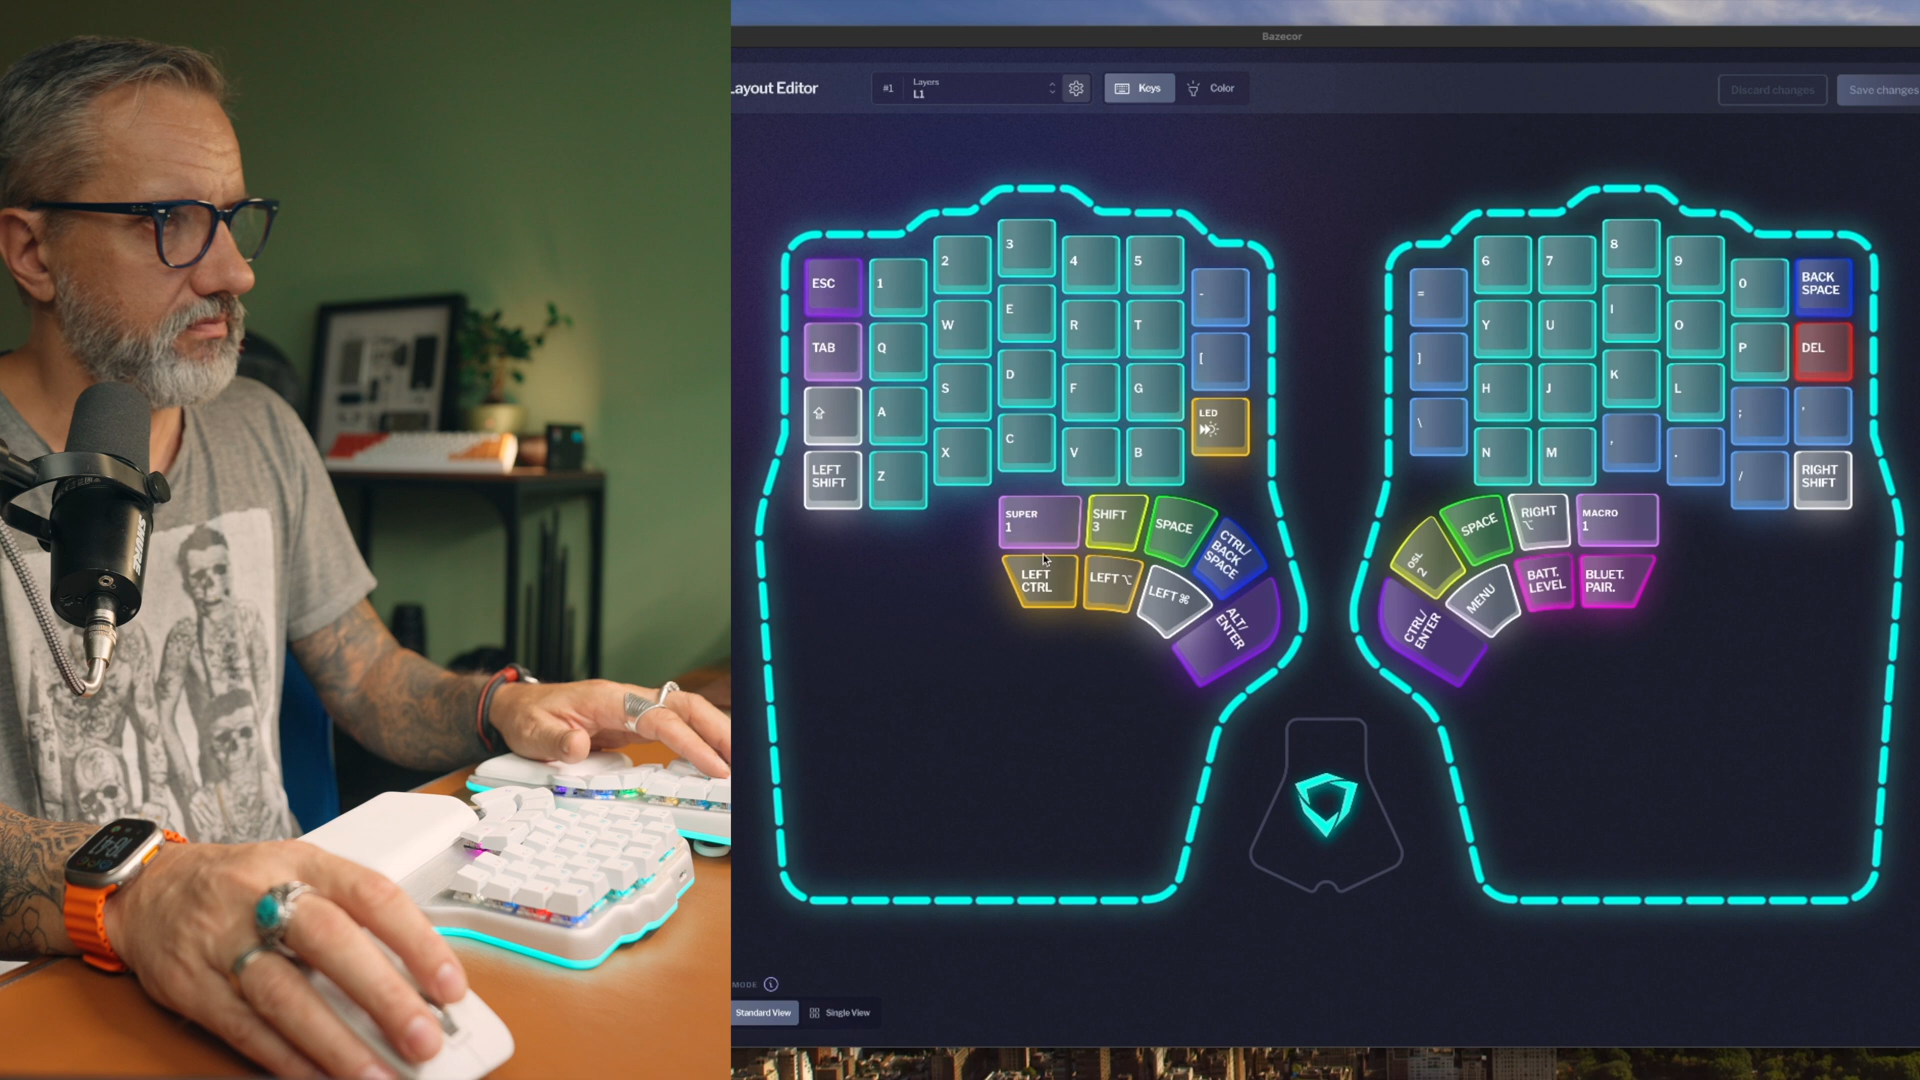 Bazecor
Layout Editor
#1
Layers
L1
Keys
Color
Discard changes
Save changes
ESC
1
2
3
4
5
-
TAB
Q
W
E
R
T
[
A
S
D
F
G
LED
LEFT
SHIFT
Z
X
C
V
B
SUPER
1
SHIFT
3
SPACE
CTRL/
BACK
SPACE
LEFT
CTRL
LEFT ⌥
LEFT ⌘
ALT/
ENTER
=
6
7
8
9
0
BACK
SPACE
]
Y
U
I
O
P
DEL
\
H
J
K
L
;
'
N
M
,
.
/
RIGHT
SHIFT
OSL
2
SPACE
RIGHT
⌥
MACRO
1
CTRL/
ENTER
MENU
BATT.
LEVEL
BLUET.
PAIR.
MODE
Standard View
Single View
SHURE